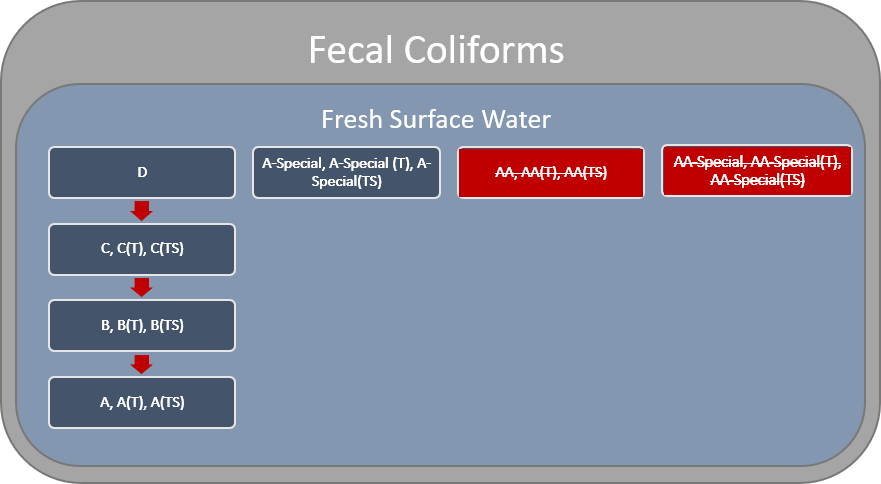 Fecal Coliforms
Fresh Surface Water
D
A-Special, A-Special (T), A-
Special(TS)
AA, AA(T), AA(TS)
AA-Special, AA-Special(T),
AA-Special(TS)
C, C(T), C(TS)
B, B(T), B(TS)
A, A(T), A(TS)